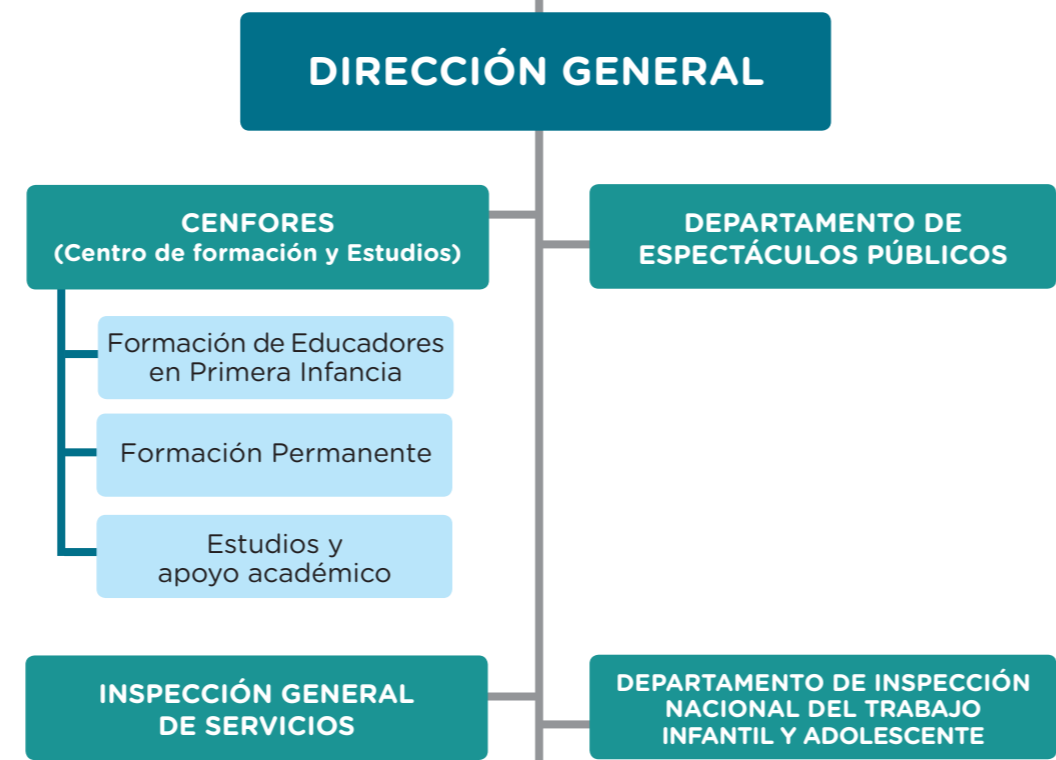 DIRECCIÓN GENERAL
CENFORES
(Centro de formación y Estudios)
DEPARTAMENTO DE
ESPECTÁCULOS PÚBLICOS
Formación de Educadores
en Primera Infancia
Formación Permanente
Estudios y
apoyo académico
INSPECCIÓN GENERAL
DE SERVICIOS
DEPARTAMENTO DE INSPECCIÓN
NACIONAL DEL TRABAJO
INFANTIL Y ADOLESCENTE